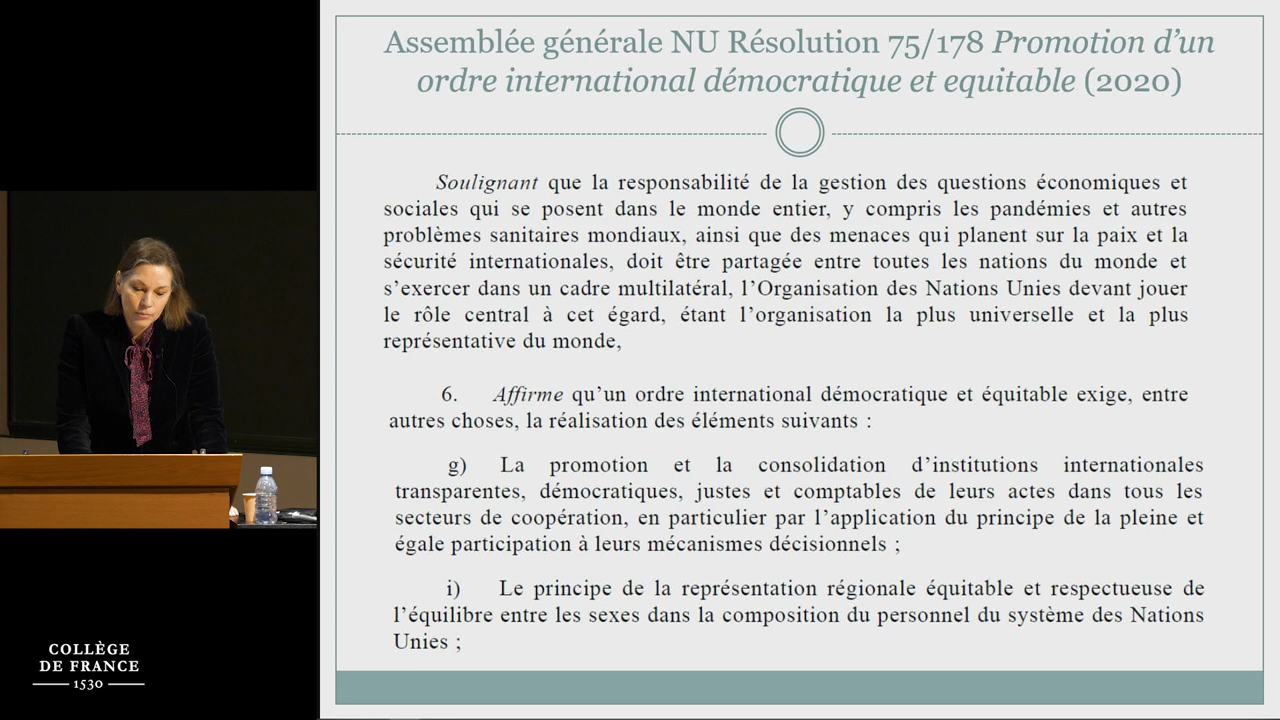 Assemblée générale NU Résolution 75/178 Promotion d'un
ordre international démocratique et equitable (2020)
Soulignant que la responsabilité de la gestion des questions économiques et
sociales qui se posent dans le monde entier, y compris les pandémies et autres
problèmes sanitaires mondiaux, ainsi que des menaces qui planent sur la paix et la
sécurité internationales, doit être partagée entre toutes les nations du monde et
s'exercer dans un cadre multilatéral, l'Organisation des Nations Unies devant jouer
le rôle central à cet égard, étant l'organisation la plus universelle et la plus
représentative du monde,
6. Affirme qu'un ordre international démocratique et équitable exige, entre
autres choses, la réalisation des éléments suivants :
g) La promotion et la consolidation d'institutions internationales
transparentes, démocratiques, justes et comptables de leurs actes dans tous les
secteurs de coopération, en particulier par l'application du principe de la pleine et
égale participation à leurs mécanismes décisionnels ;
i) Le principe de la représentation régionale équitable et respectueuse de
l'équilibre entre les sexes dans la composition du personnel du système des Nations
Unies ;
COLLÈGE
DE FRANCE
1530